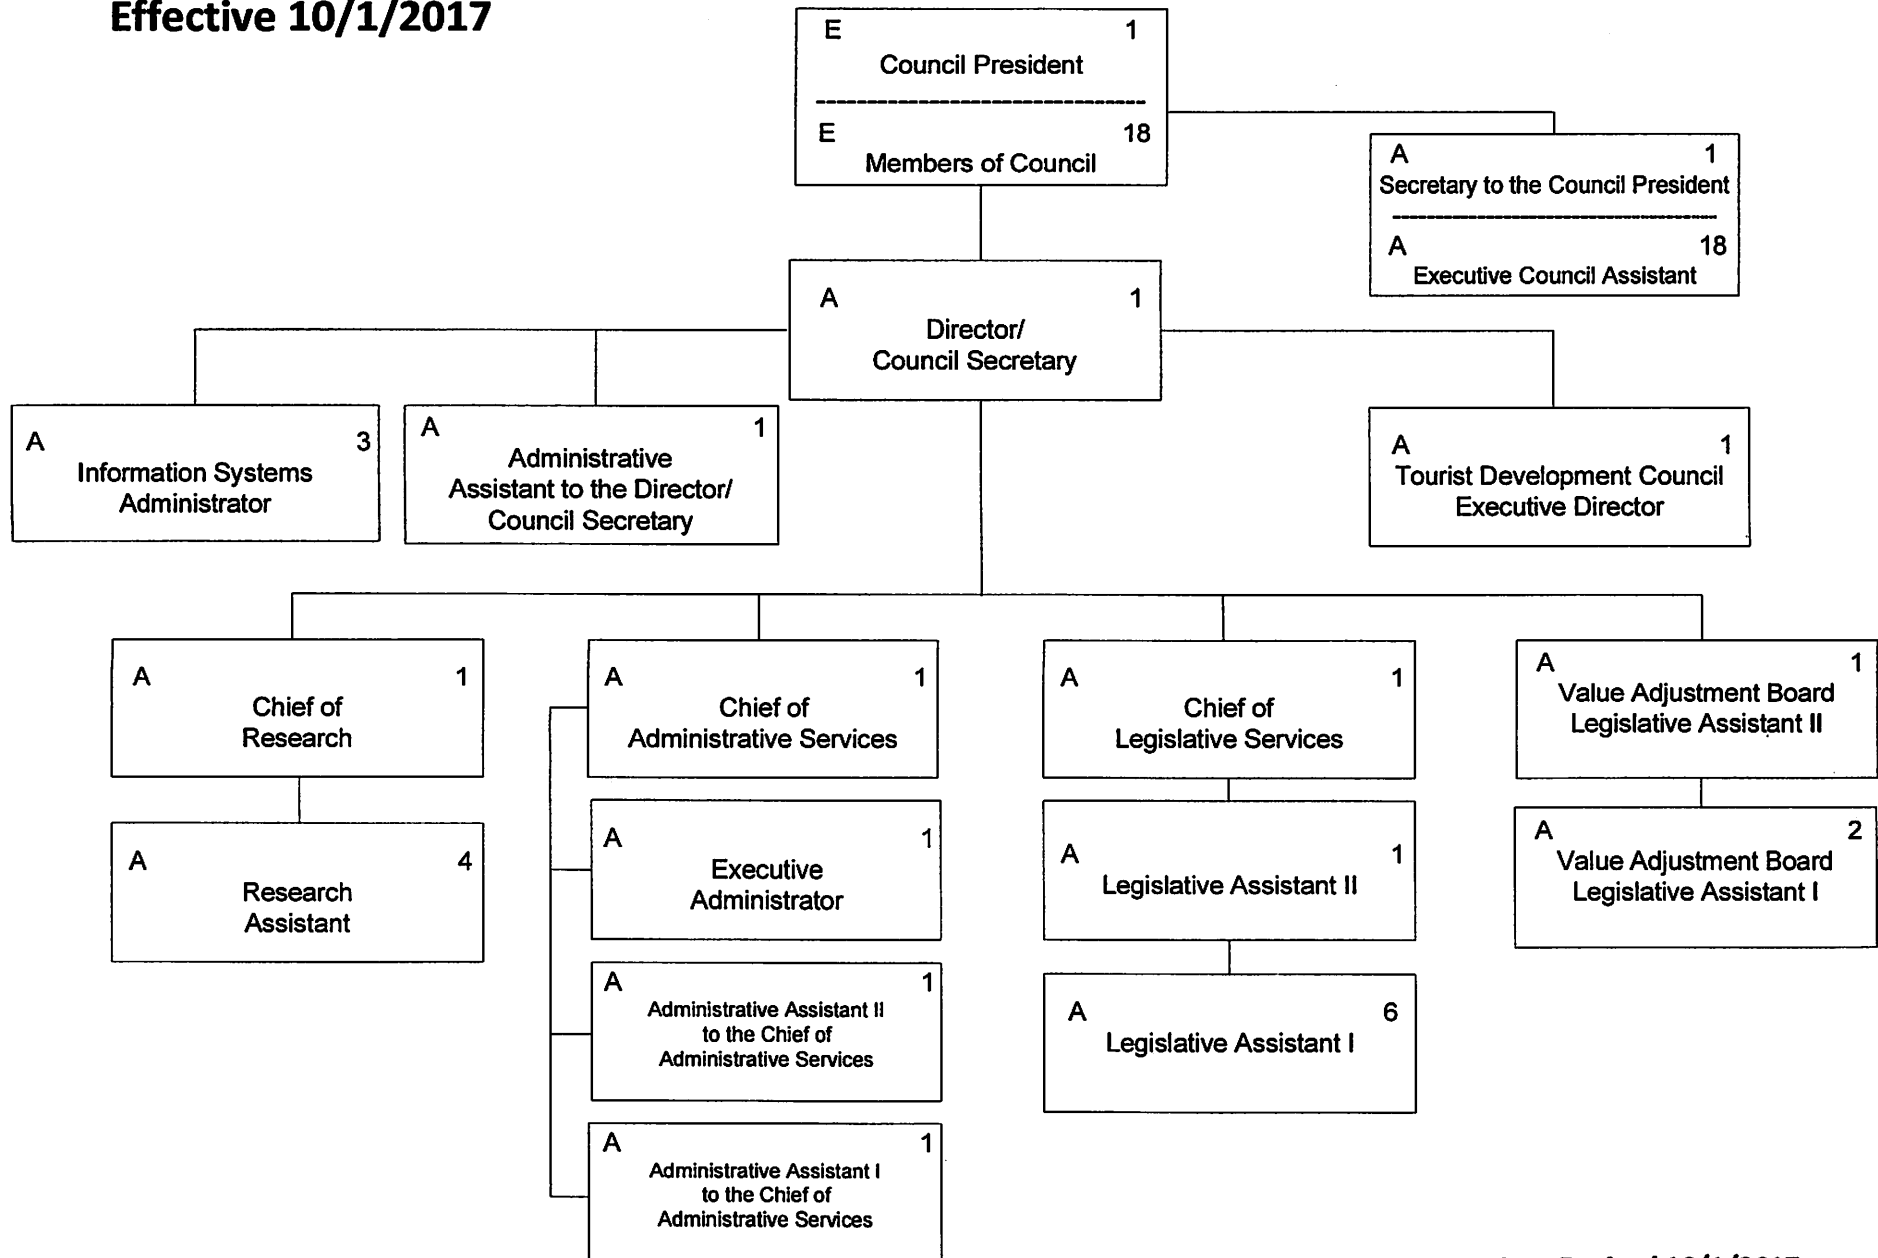 Effective 10/1/2017
E 1
Council President
E 18
Members of Council
A 1
Secretary to the Council President
A 18
Executive Council Assistant
A 1
Director/
Council Secretary
A 3
Information Systems
Administrator
A 1
Administrative
Assistant to the Director/
Council Secretary
A 1
Tourist Development Council
Executive Director
A 1
Chief of
Research
A 4
Research
Assistant
A 1
Chief of
Administrative Services
A 1
Executive
Administrator
A 1
Administrative Assistant II
to the Chief of
Administrative Services
A 1
Administrative Assistant I
to the Chief of
Administrative Services
A 1
Chief of
Legislative Services
A 1
Legislative Assistant II
A 6
Legislative Assistant I
A 1
Value Adjustment Board
Legislative Assistant II
A 2
Value Adjustment Board
Legislative Assistant I